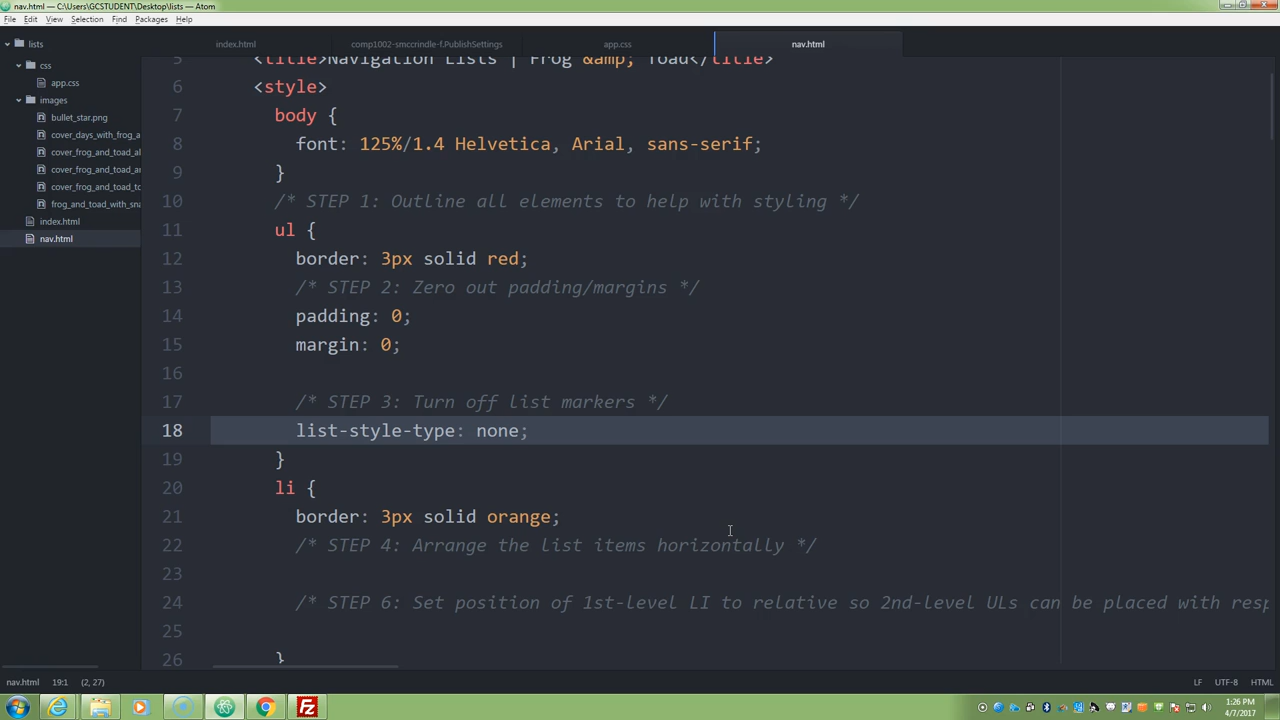 nav.html — C:\Users\GCSTUDENT\Desktop\lists — Atom
File Edit View Selection Find Packages Help
lists
css
app.css
images
bullet_star.png
cover_days_with_frog_a
cover_frog_and_toad_al
cover_frog_and_toad_ar
cover_frog_and_toad_to
frog_and_toad_with_sna
index.html
nav.html
index.html comp1002-smccrindle-f.PublishSettings app.css nav.html
5 <title>Navigation Lists | Frog &amp; Toad</title>
6 <style>
7 body {
8 font: 125%/1.4 Helvetica, Arial, sans-serif;
9 }
10 /* STEP 1: Outline all elements to help with styling */
11 ul {
12 border: 3px solid red;
13 /* STEP 2: Zero out padding/margins */
14 padding: 0;
15 margin: 0;
16
17 /* STEP 3: Turn off list markers */
18 list-style-type: none;
19 }
20 li {
21 border: 3px solid orange;
22 /* STEP 4: Arrange the list items horizontally */
23
24 /* STEP 6: Set position of 1st-level LI to relative so 2nd-level ULs can be placed with resp
25
26 }
nav.html 19:1 (2, 27) LF UTF-8 HTML
1:26 PM
4/7/2017